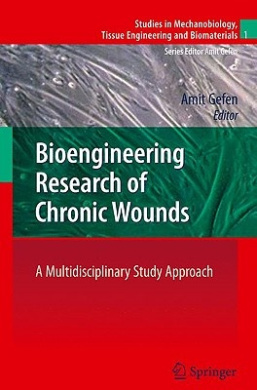 Studies in Mechanobiology,
Tissue Engineering and Biomaterials 1
Series Editor Amit Gefen
Amit Gefen
Editor
Bioengineering
Research of
Chronic Wounds
A Multidisciplinary Study Approach
Springer